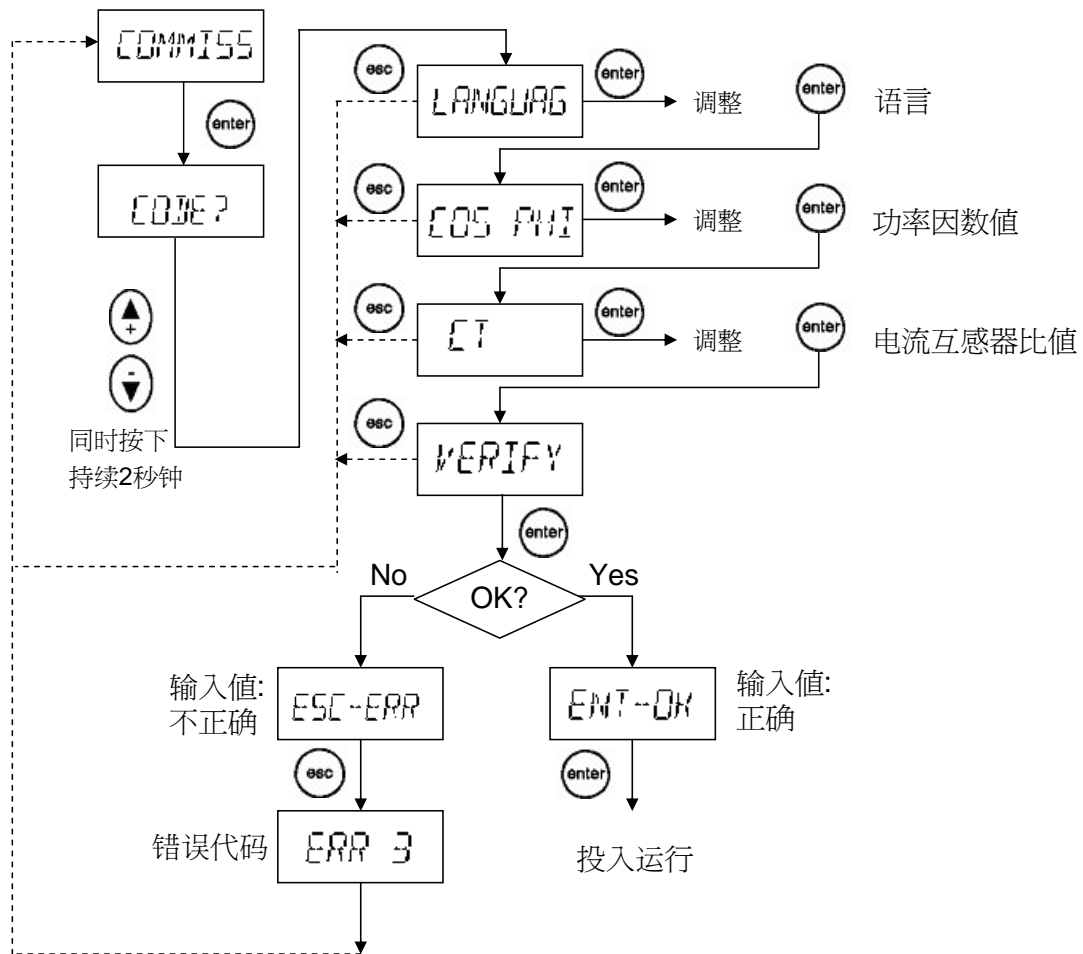 COMMISS
enter
CODE?
+
-
同时按下
持续2秒钟
esc
LANGUAG
enter
调整
enter
语言
esc
COS PHI
enter
调整
enter
功率因数値
esc
CT
enter
调整
enter
电流互感器比值
esc
VERIFY
enter
No
OK?
Yes
输入値:
不正确
ESC-ERR
ENT-OK
输入値:
正确
esc
enter
错误代码
ERR 3
投入运行